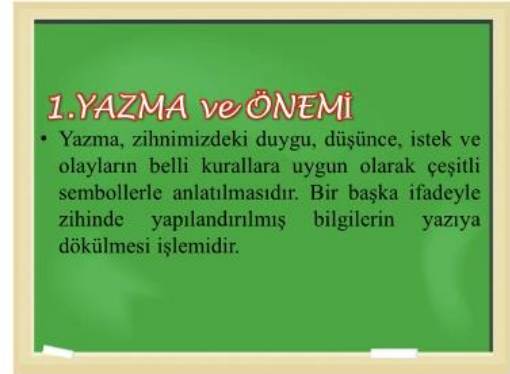 1.YAZMA ve ÖNEMİ
• Yazma, zihnimizdeki duygu, düşünce, istek ve
olayların belli kurallara uygun olarak çeşitli
sembollerle anlatılmasıdır. Bir başka ifadeyle
zihinde yapılandırılmış bilgilerin yazıya
dökülmesi işlemidir.